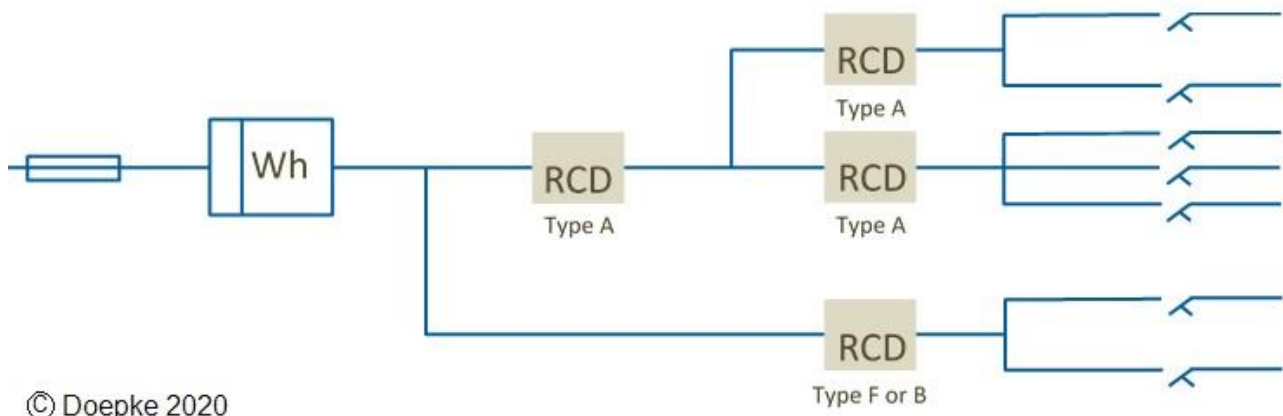 RCD
Type A
Wh
RCD
Type A
RCD
Type A
RCD
Type F or B
© Doepke 2020